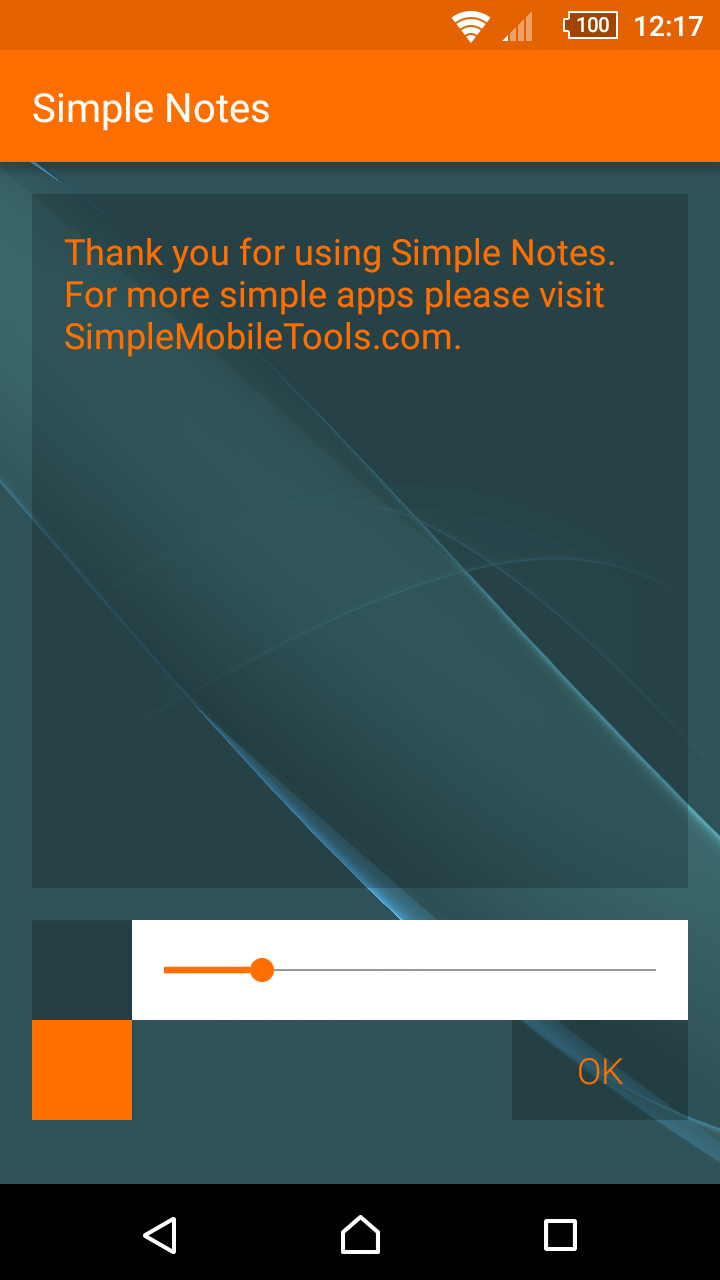 100 12:17
Simple Notes
Thank you for using Simple Notes.
For more simple apps please visit
SimpleMobileTools.com.
OK